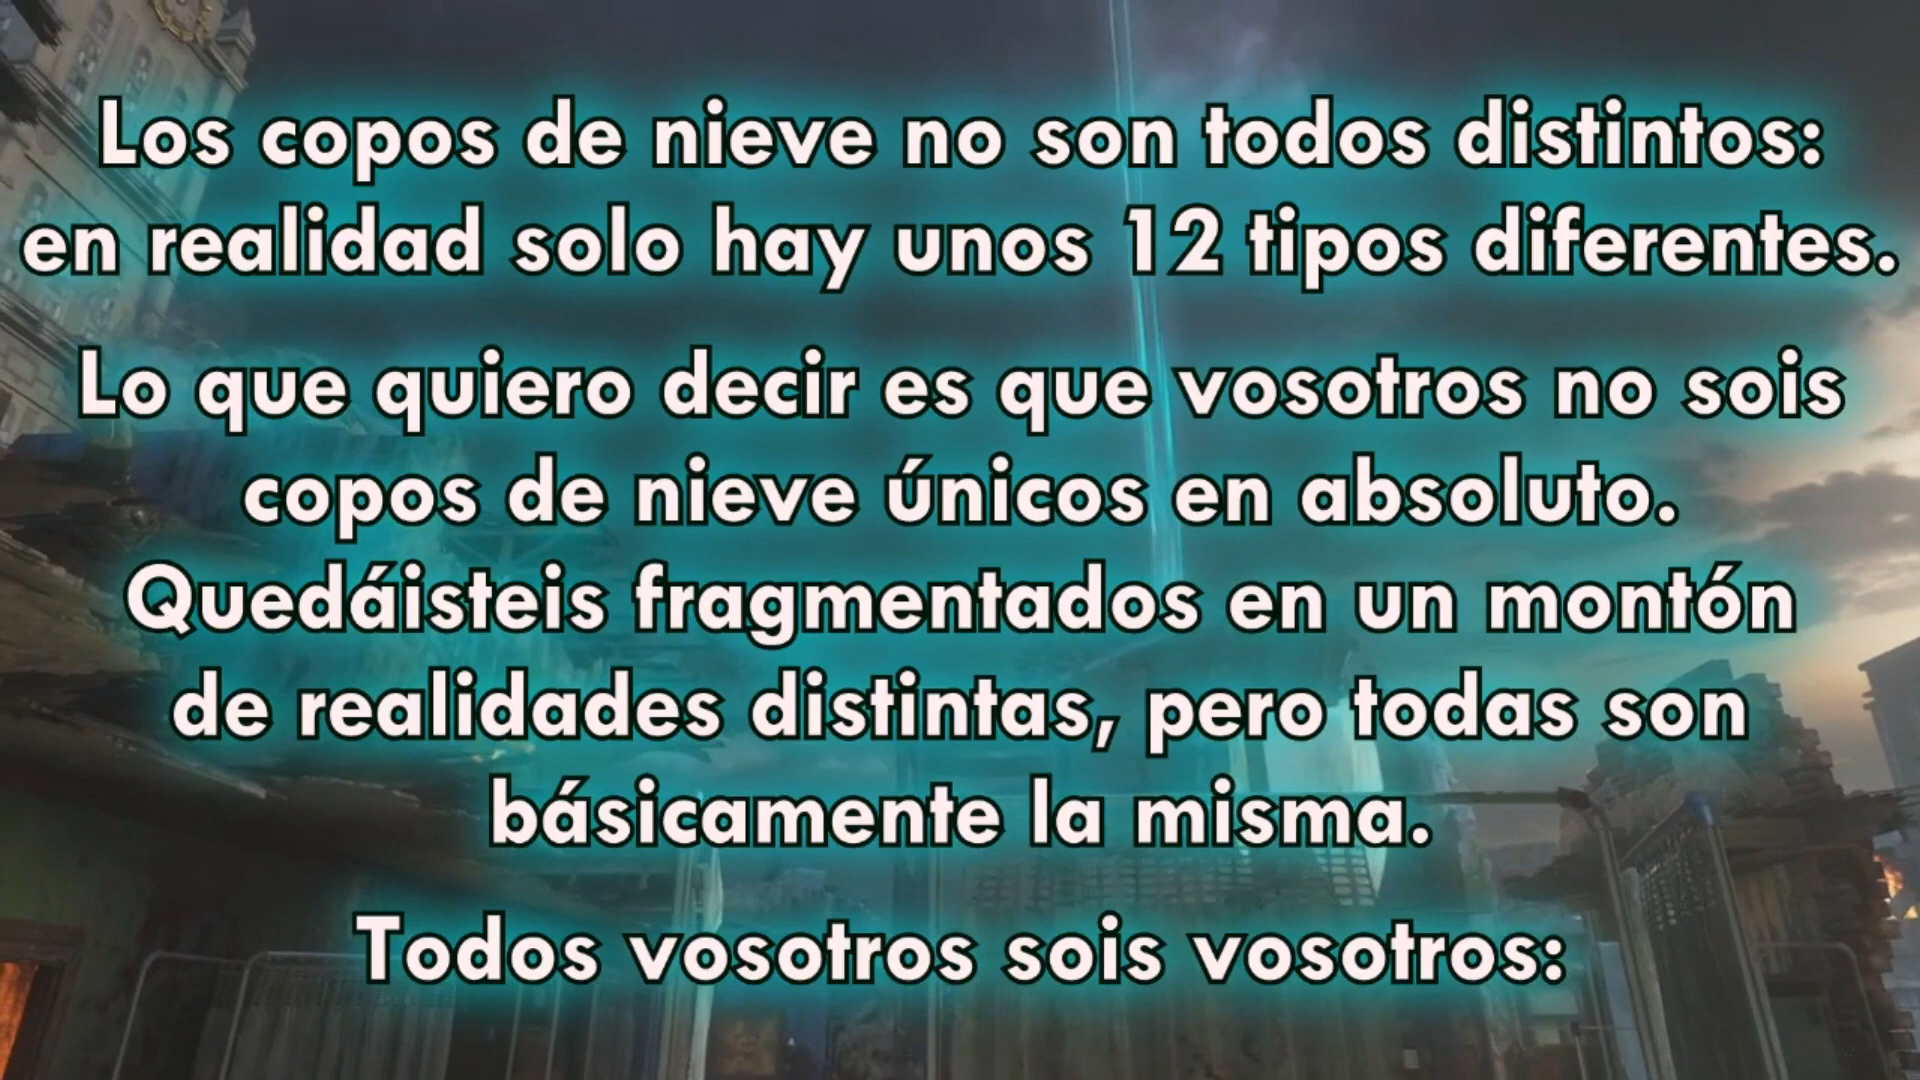 Los copos de nieve no son todos distintos:
en realidad solo hay unos 12 tipos diferentes.
Lo que quiero decir es que vosotros no sois
copos de nieve únicos en absoluto.
Quedáisteis fragmentados en un montón
de realidades distintas, pero todas son
básicamente la misma.
Todos vosotros sois vosotros: